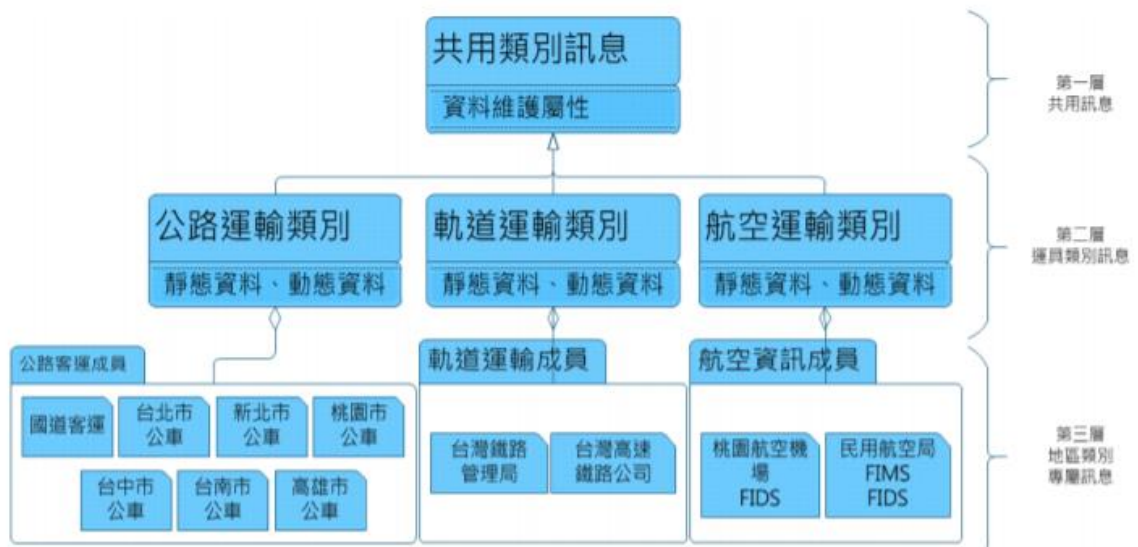 共用類別訊息
資料維護屬性
第一層
共用訊息
公路運輸類別
靜態資料、動態資料
軌道運輸類別
靜態資料、動態資料
航空運輸類別
靜態資料、動態資料
第二層
運具類別訊息
公路客運成員
國道客運
台北市
公車
新北市
公車
桃園市
公車
台中市
公車
台南市
公車
高雄市
公車
軌道運輸成員
台灣鐵路
管理局
台灣高速
鐵路公司
航空資訊成員
桃園航空機
場
FIDS
民用航空局
FIMS
FIDS
第三層
地區類別
專屬訊息